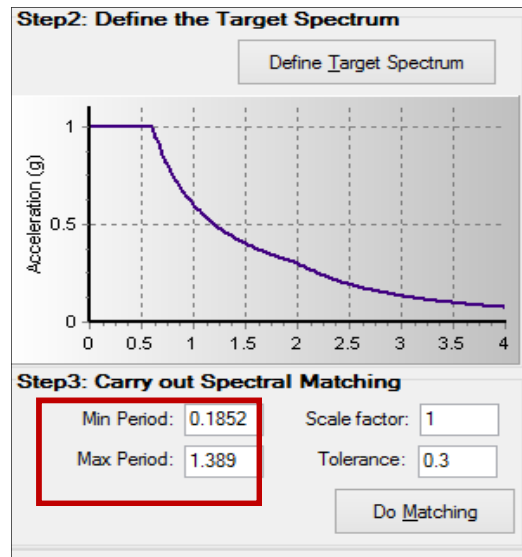 Step2: Define the Target Spectrum
Define Target Spectrum
Acceleration (g)
1
0.5
0
0 0.5 1 1.5 2 2.5 3 3.5 4
Step3: Carry out Spectral Matching
Min Period: 0.1852 Scale factor: 1
Max Period: 1.389 Tolerance: 0.3
Do Matching